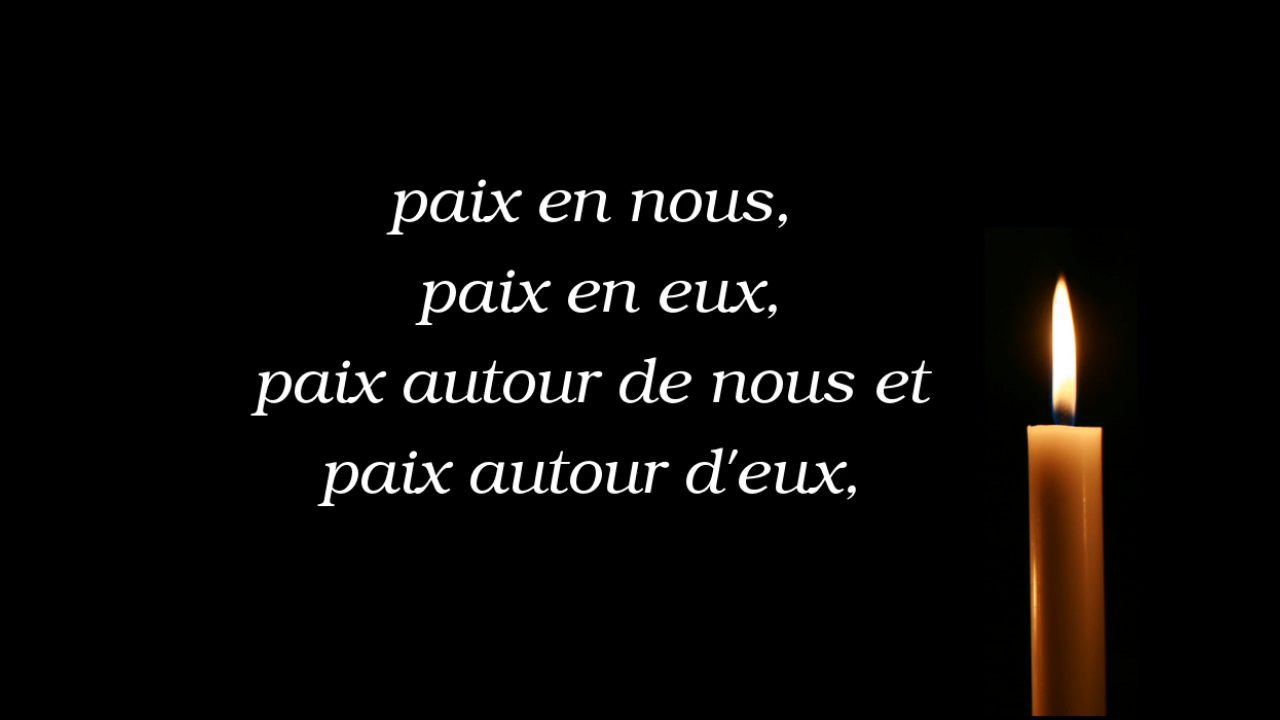 paix en nous,
paix en eux,
paix autour de nous et
paix autour d'eux,